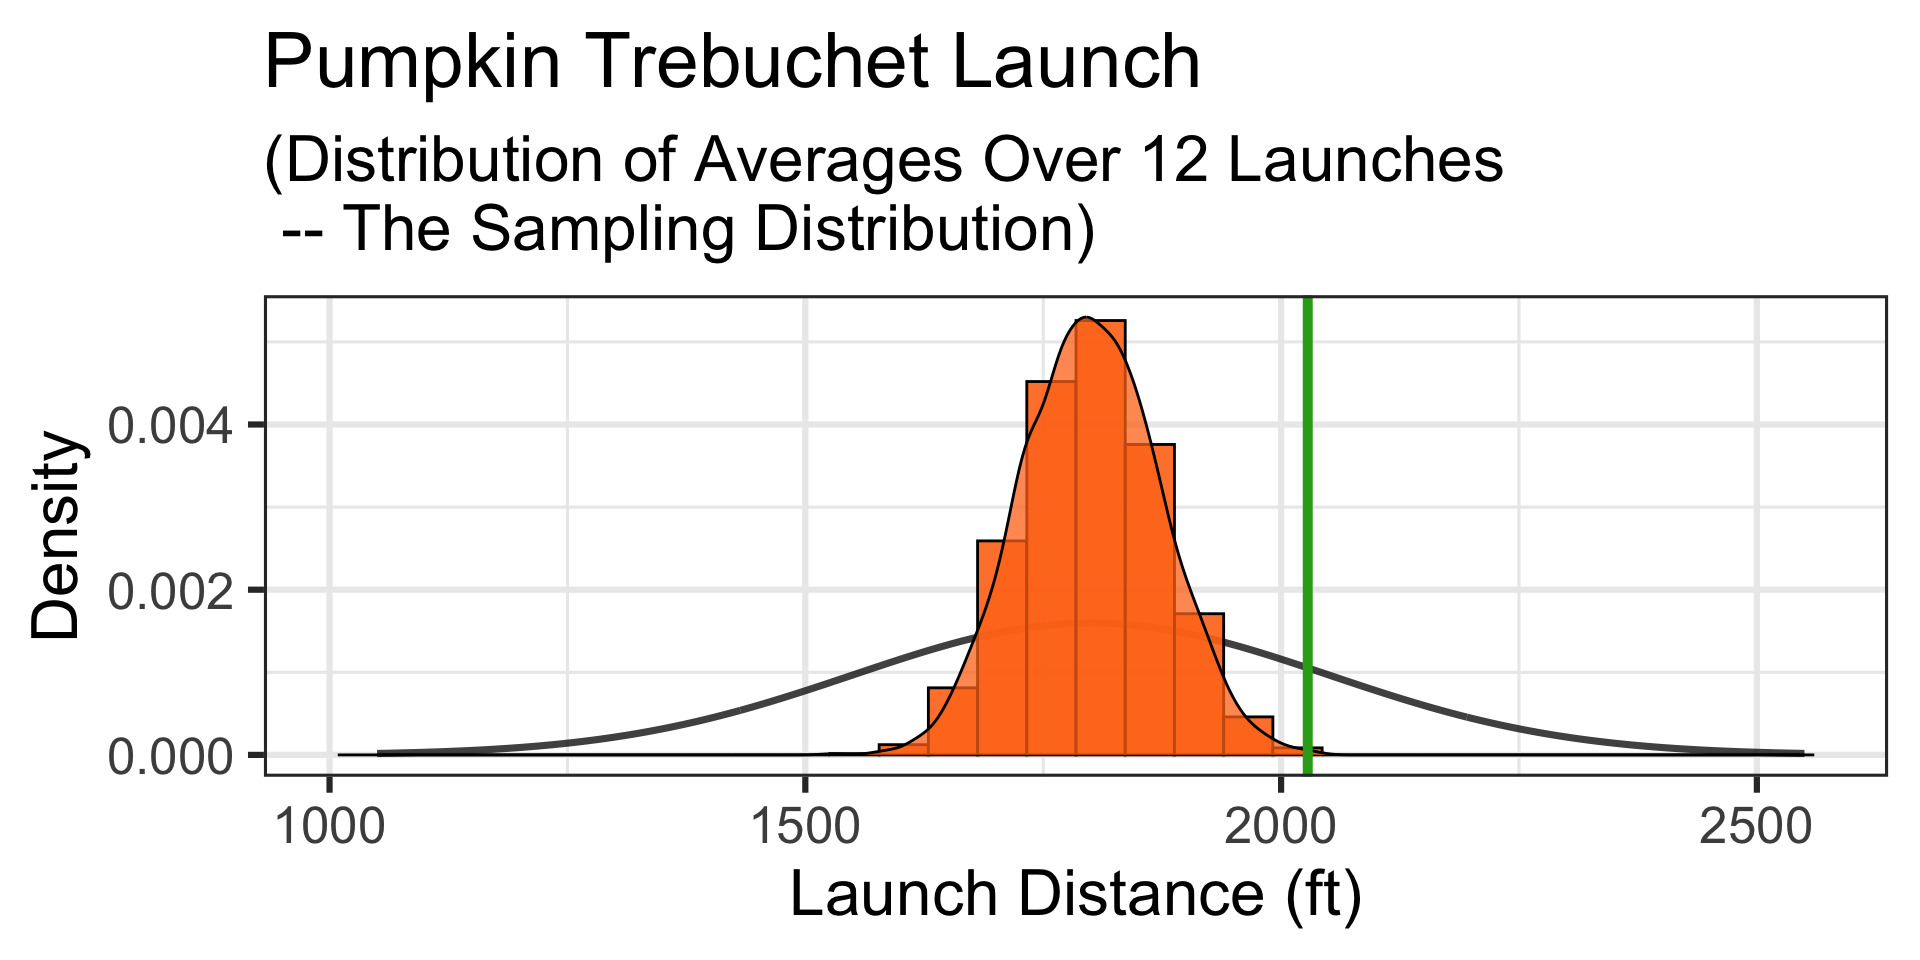 Pumpkin Trebuchet Launch
(Distribution of Averages Over 12 Launches
-- The Sampling Distribution)
Density
0.004
0.002
0.000
1000 1500 2000 2500
Launch Distance (ft)